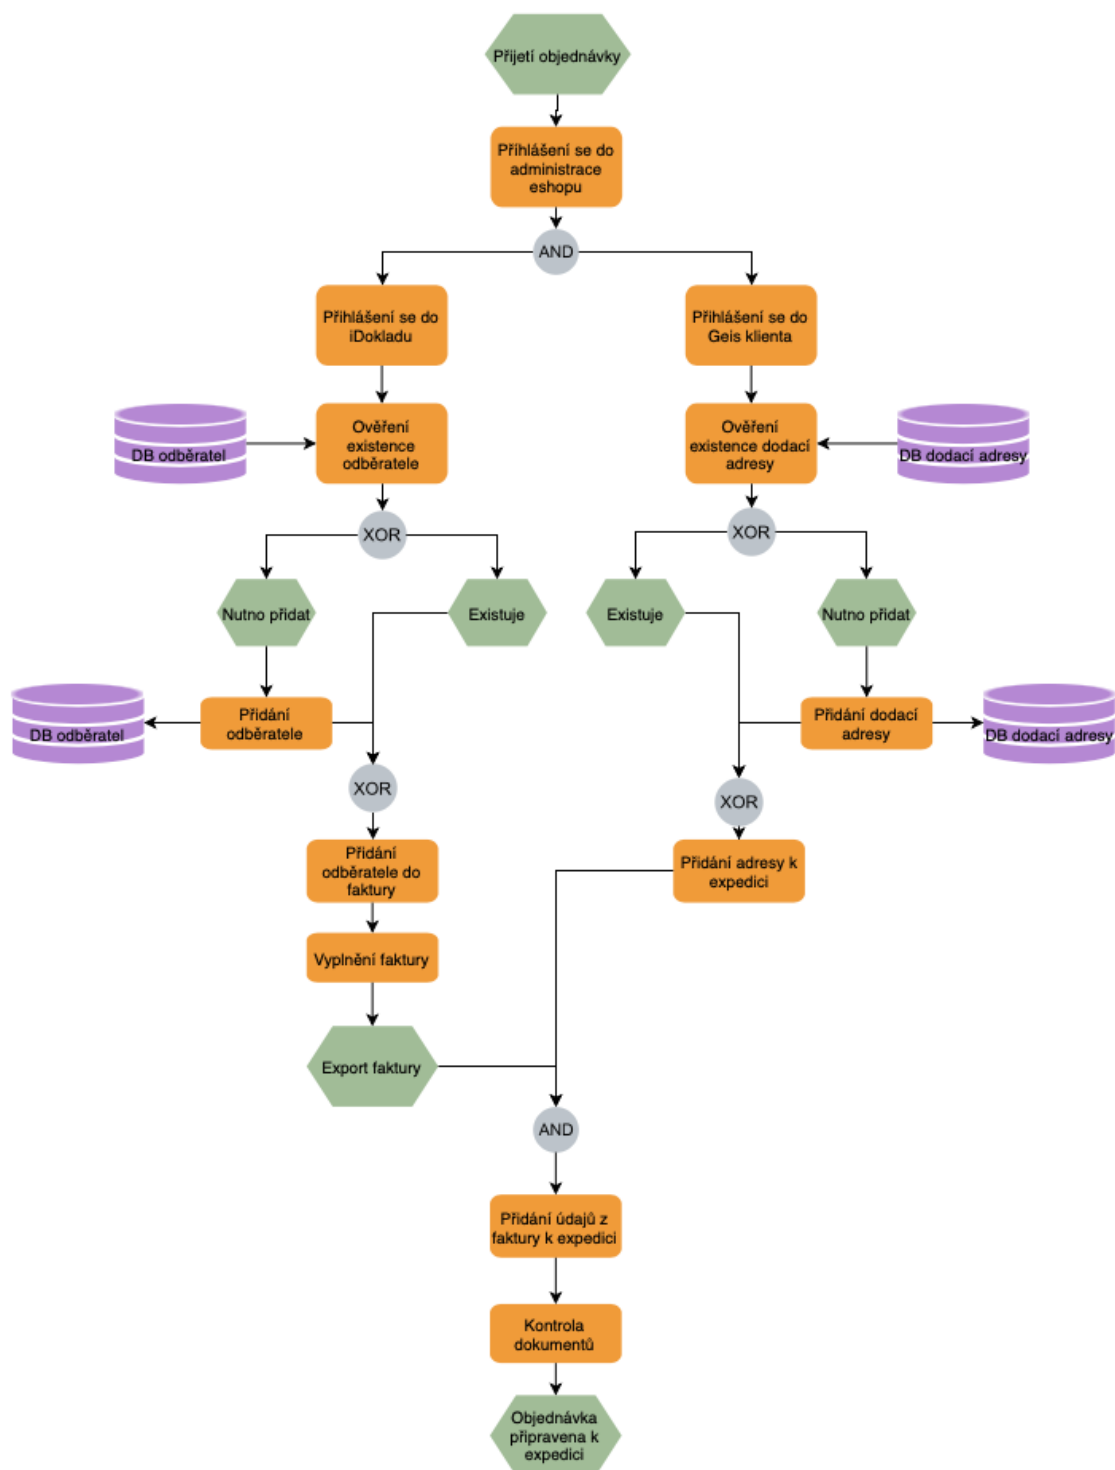 Přijetí objednávky
Přihlášení se do
administrace
eshopu
AND
Přihlášení se do
iDokladu
Přihlášení se do
Geis klienta
DB odběratel
Ověření
existence
odběratele
Ověření
existence dodací
adresy
DB dodací adresy
XOR
XOR
Nutno přidat
Existuje
Existuje
Nutno přidat
DB odběratel
Přidání
odběratele
Přidání dodací
adresy
DB dodací adresy
XOR
XOR
Přidání
odběratele do
faktury
Přidání adresy k
expedici
Vyplnění faktury
Export faktury
AND
Přidání údajů z
faktury k expedici
Kontrola
dokumentů
Objednávka
připravena k
expedici